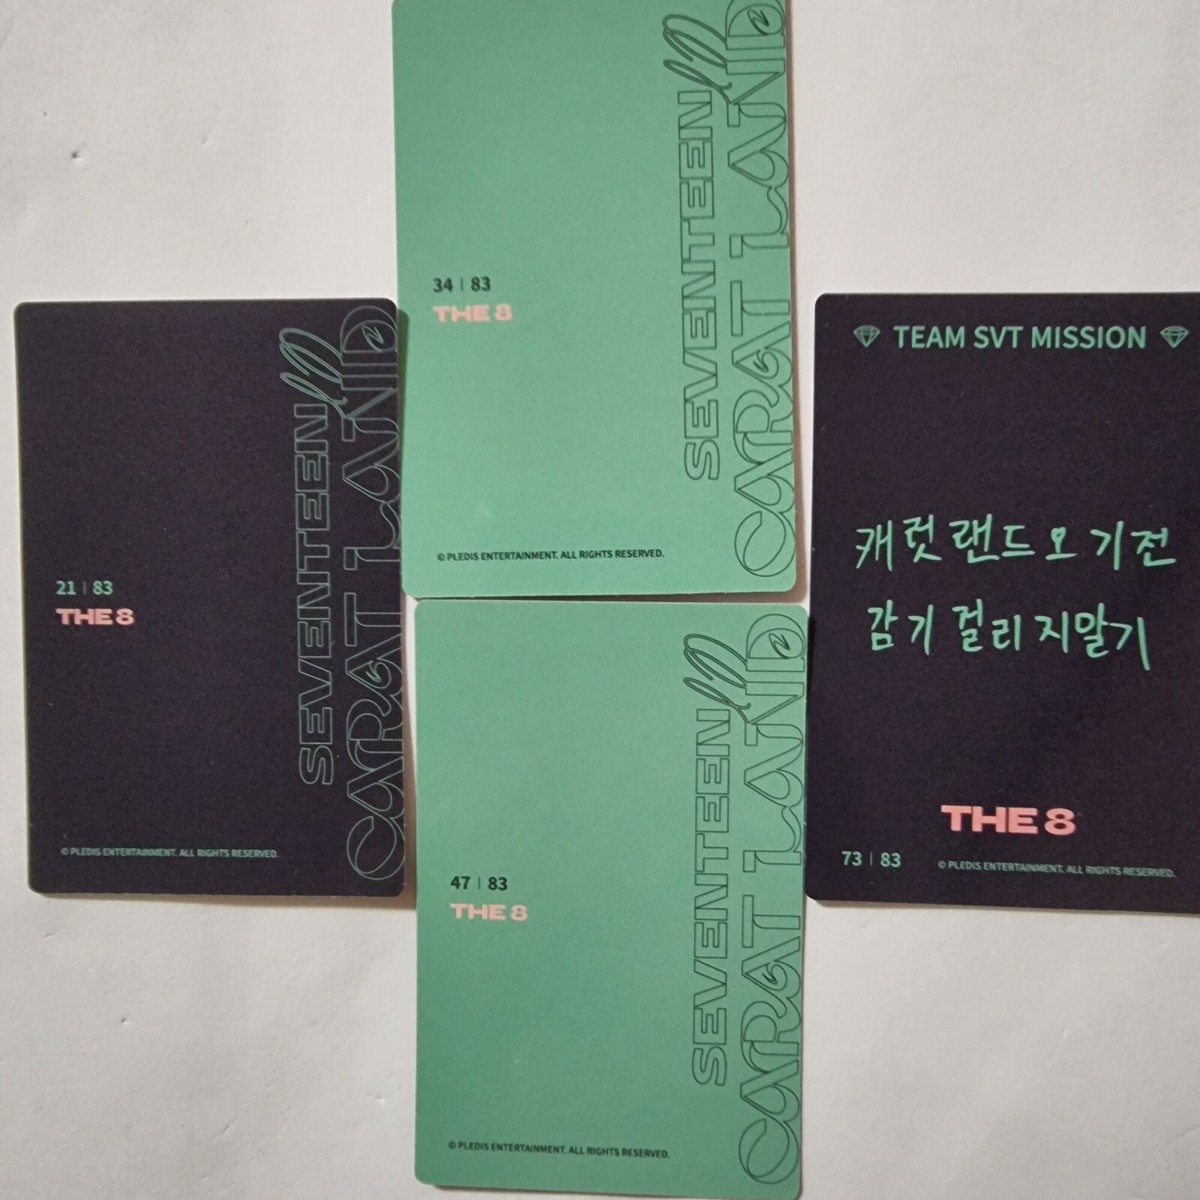 34 | 83
THE 8
© PLEDIS ENTERTAINMENT. ALL RIGHTS RESERVED.
SEVENTEEN
CARAT LAND
21 | 83
THE 8
© PLEDIS ENTERTAINMENT. ALL RIGHTS RESERVED.
SEVENTEEN
CARAT LAND
47 | 83
THE 8
© PLEDIS ENTERTAINMENT. ALL RIGHTS RESERVED.
SEVENTEEN
CARAT LAND
TEAM SVT MISSION
캐럿랜드 오기전
감기 걸리지말기
THE 8
73 | 83
© PLEDIS ENTERTAINMENT. ALL RIGHTS RESERVED.